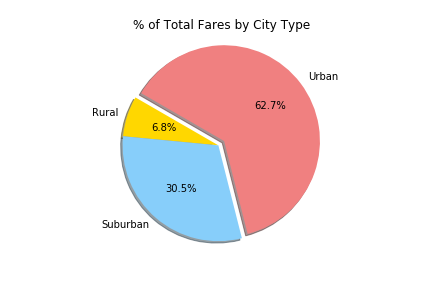 % of Total Fares by City Type
Urban
62.7%
Rural
6.8%
30.5%
Suburban